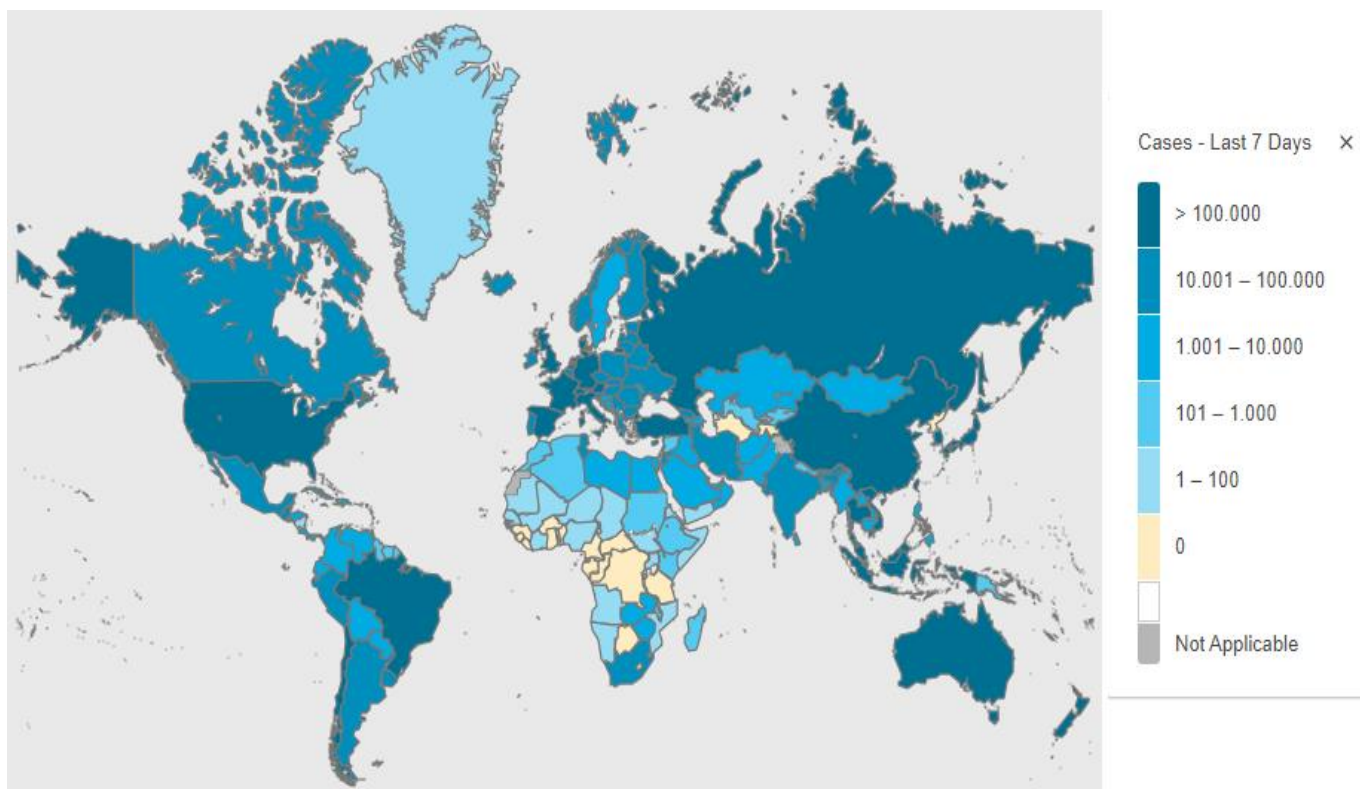 Cases - Last 7 Days ×
> 100.000
10.001 – 100.000
1.001 – 10.000
101 – 1.000
1 – 100
0
Not Applicable